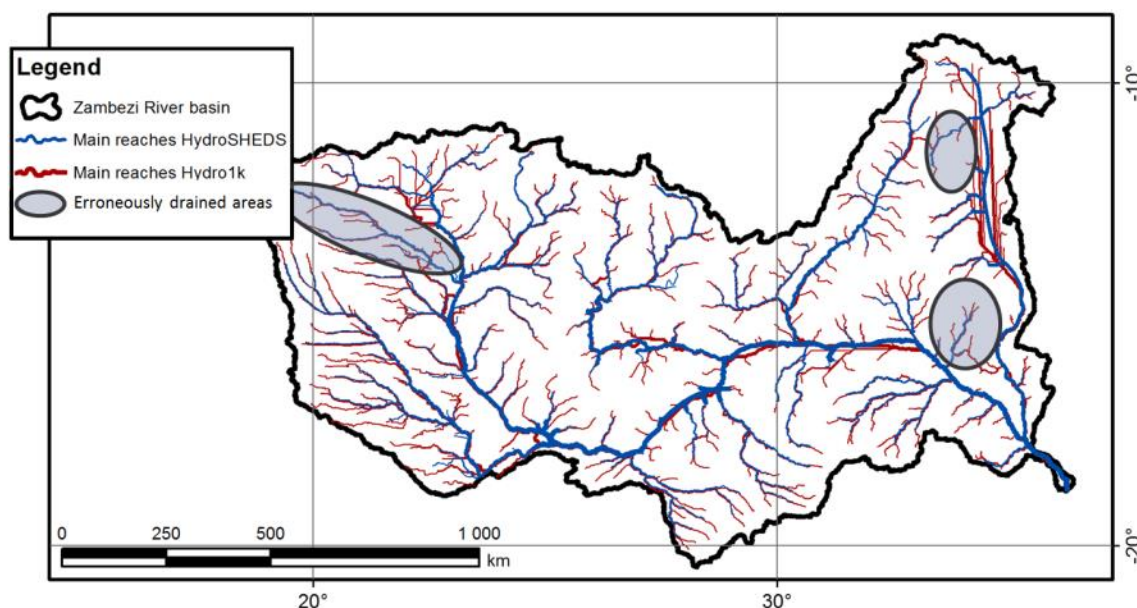 Legend
Zambezi River basin
Main reaches HydroSHEDS
Main reaches Hydro1k
Erroneously drained areas
-10°
0 250 500 1 000
km
-20°
20° 30°